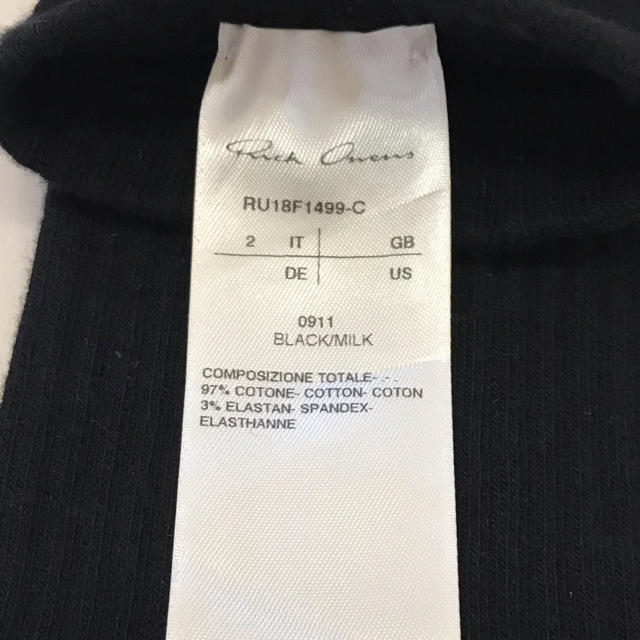 Rick Owens
RU18F1499-C
2 IT GB
DE US
0911
BLACK/MILK
COMPOSIZIONE TOTALE- - -
97% COTONE- COTTON- COTON
3% ELASTAN- SPANDEX-
ELASTHANNE